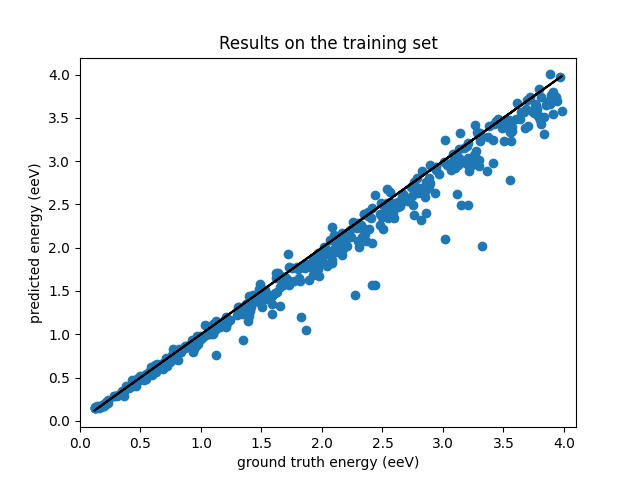 Results on the training set
predicted energy (eeV)
4.0
3.5
3.0
2.5
2.0
1.5
1.0
0.5
0.0
0.0 0.5 1.0 1.5 2.0 2.5 3.0 3.5 4.0
ground truth energy (eeV)